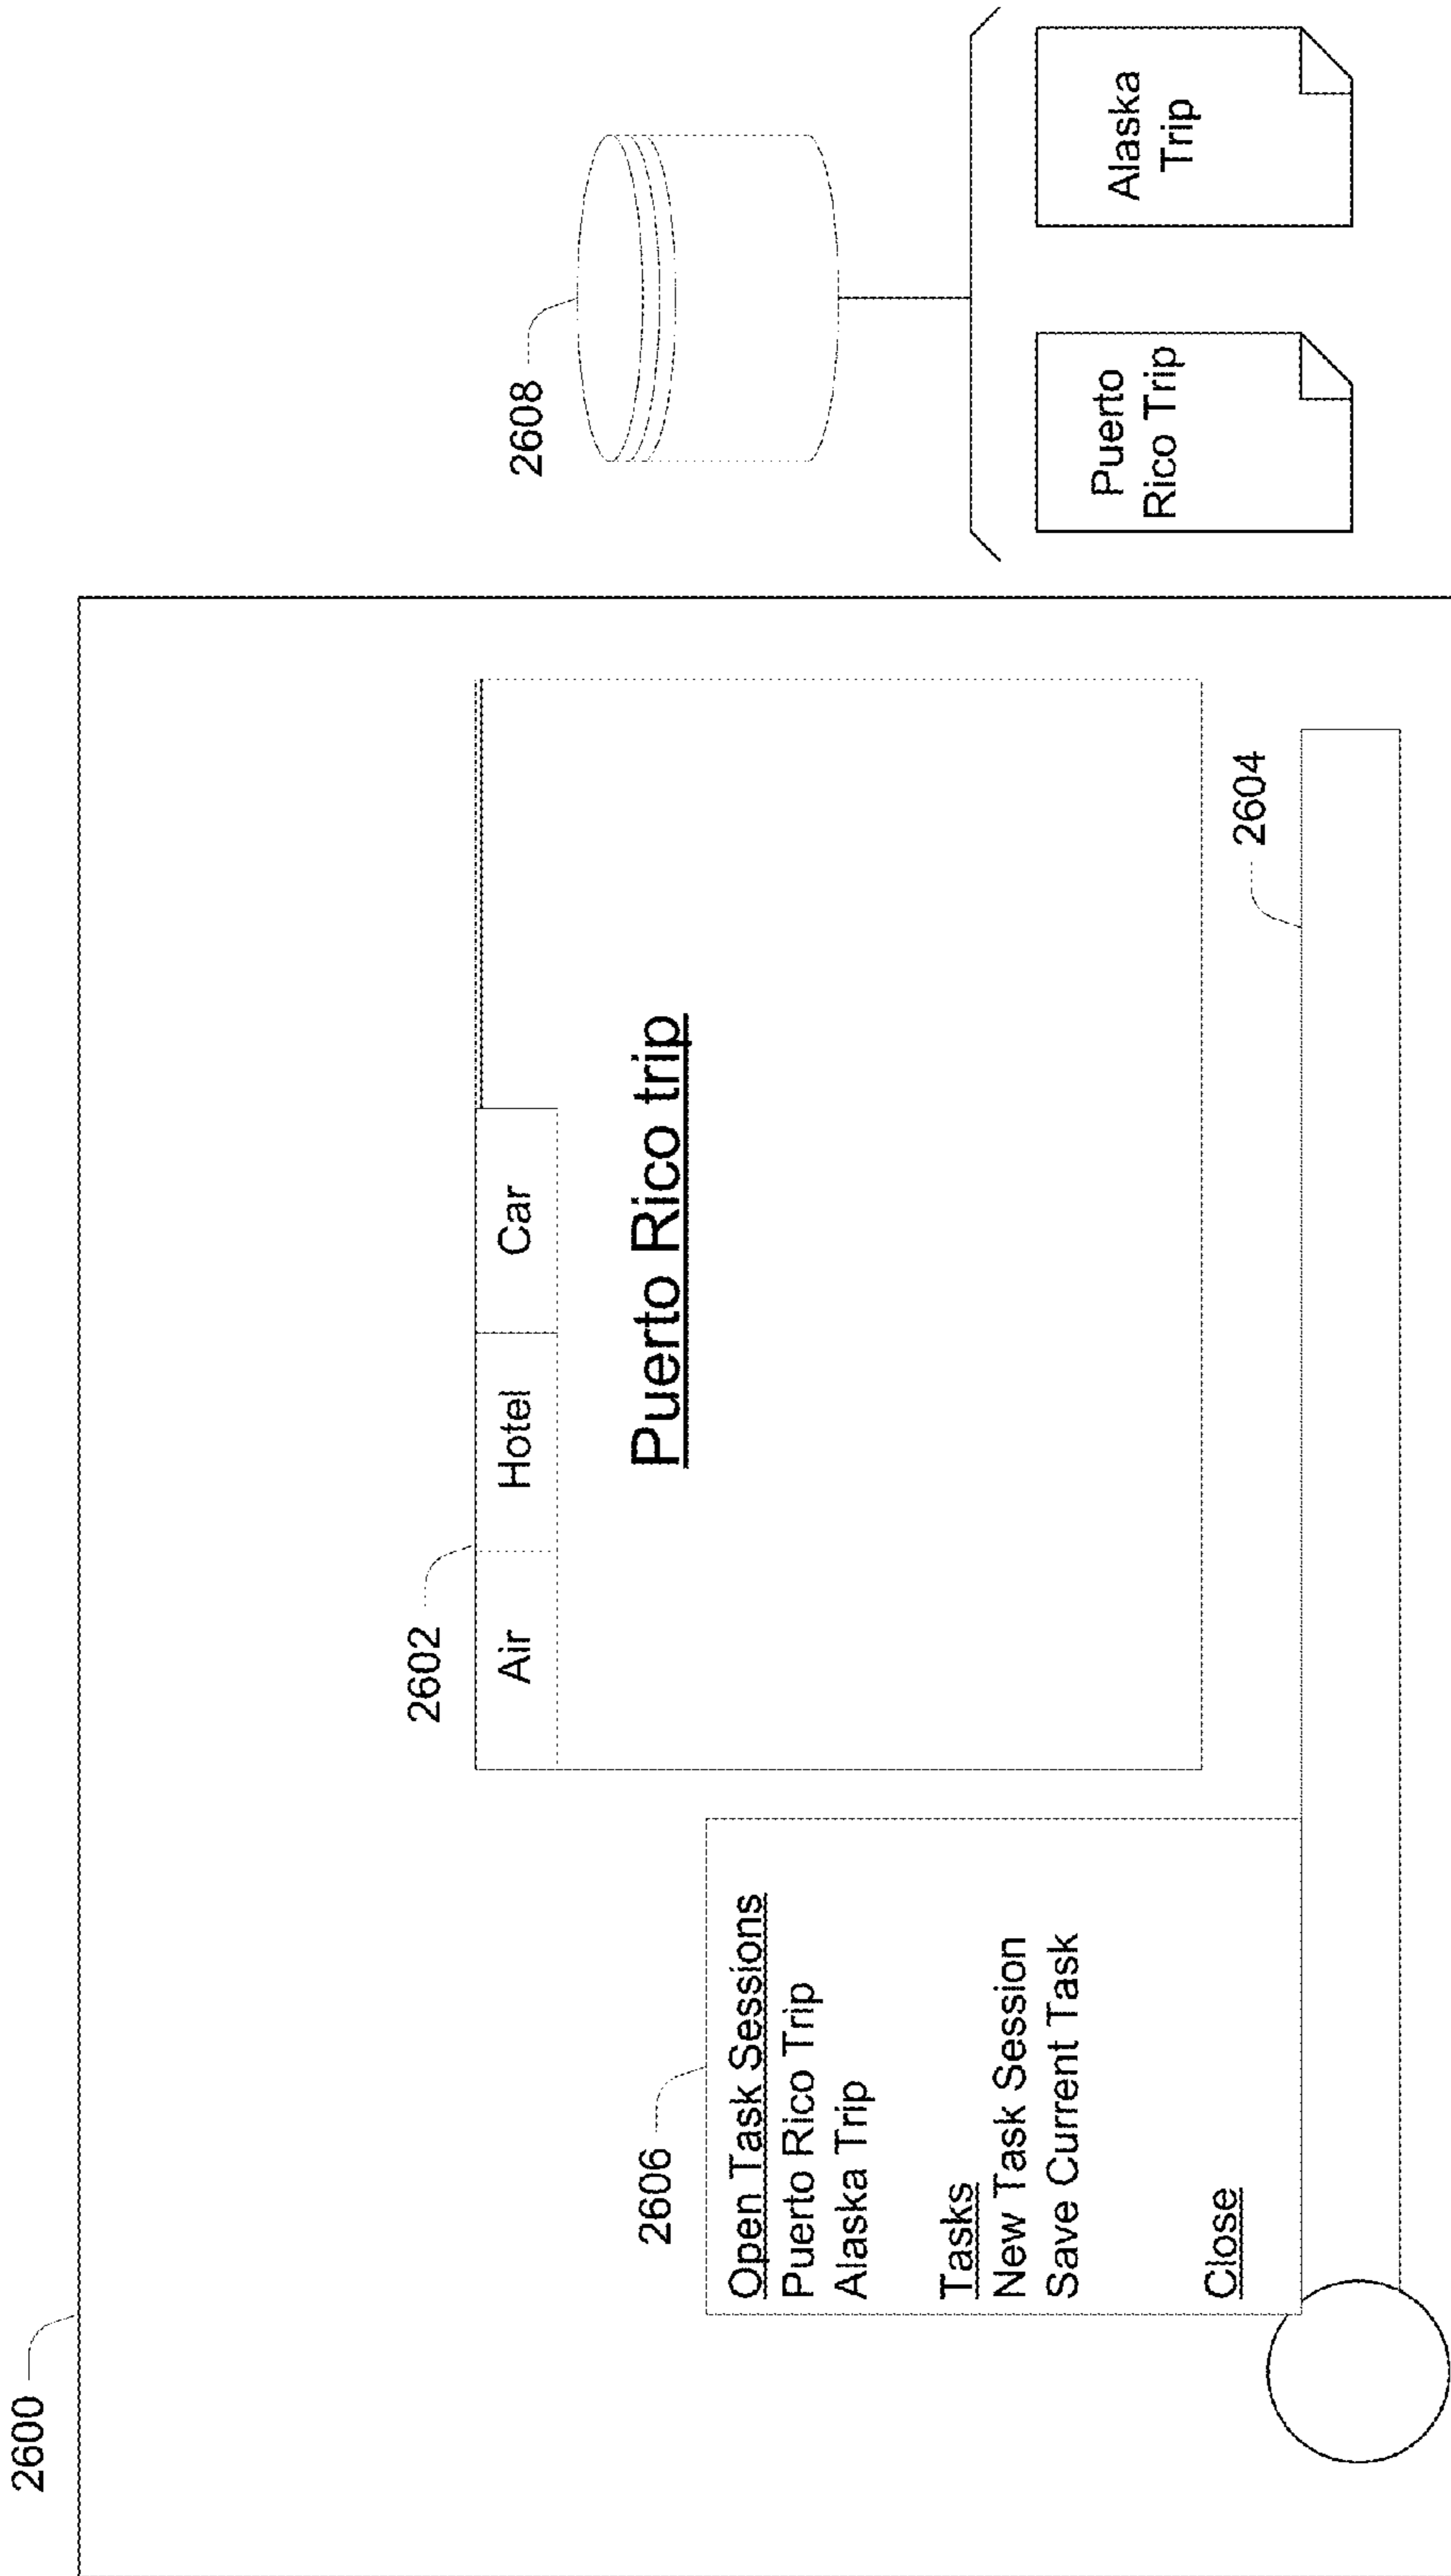 2600
2602
Air
Hotel
Car
Puerto Rico trip
2606
Open Task Sessions
Puerto Rico Trip
Alaska Trip
Tasks
New Task Session
Save Current Task
Close
2604
2608
Puerto
Rico Trip
Alaska
Trip